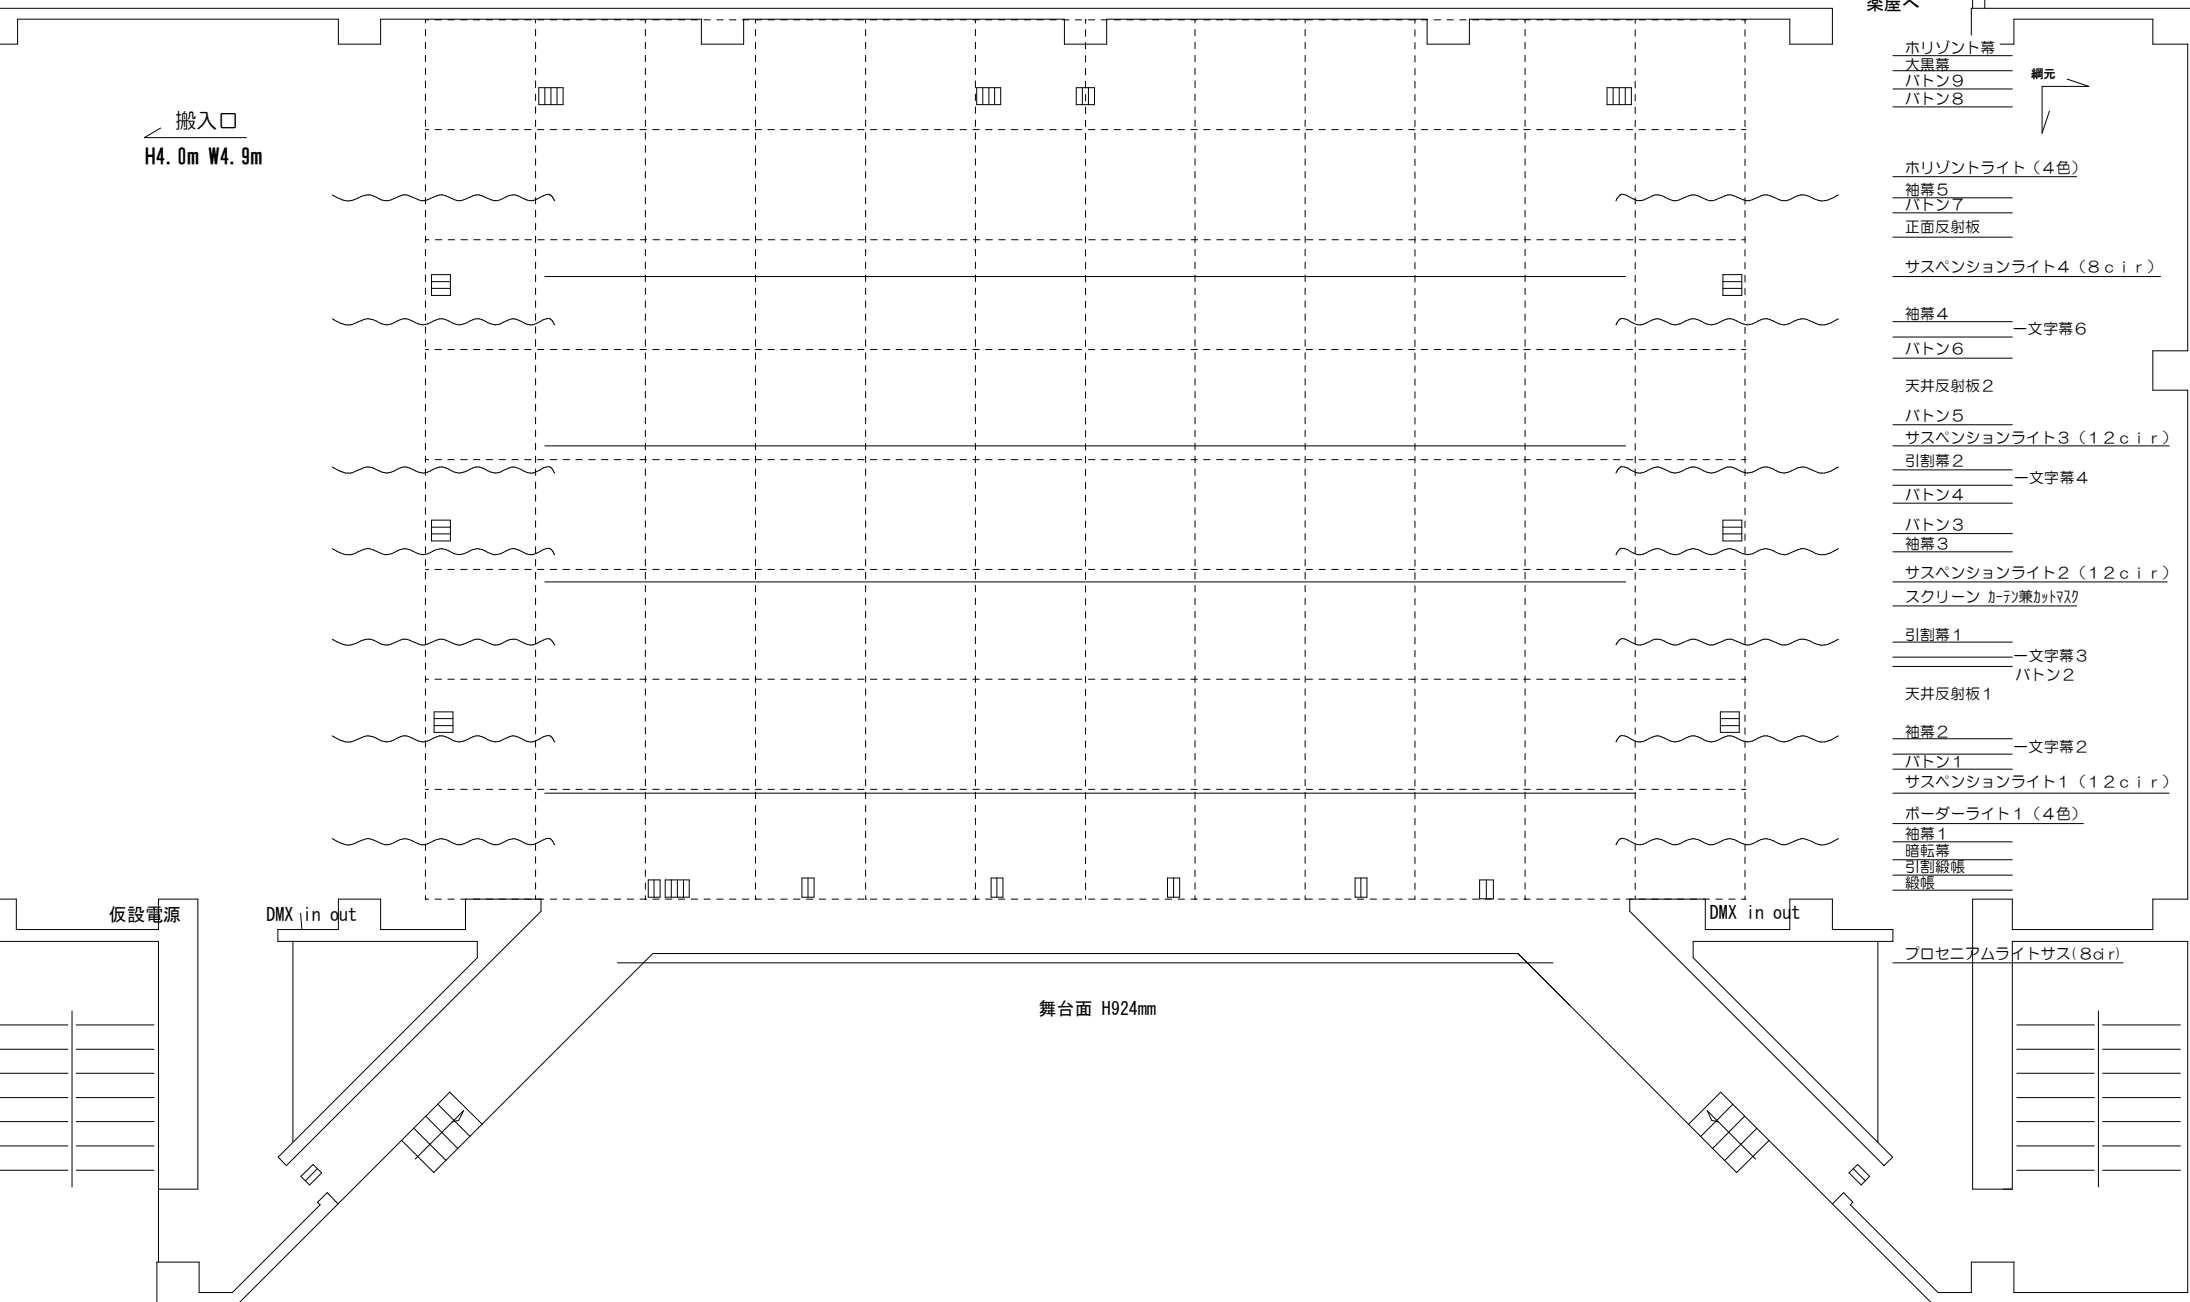 楽屋へ
ホリゾント幕
大黒幕
バトン9
バトン8
綱元
搬入口
H4.0m W4.9m
ホリゾントライト（4色）
袖幕5
バトン7
正面反射板
サスペンションライト4（8cir）
袖幕4
一文字幕6
バトン6
天井反射板2
バトン5
サスペンションライト3（12cir）
引割幕2
一文字幕4
バトン4
バトン3
袖幕3
サスペンションライト2（12cir）
スクリーン カーテン兼カットマスク
引割幕1
一文字幕3
バトン2
天井反射板1
袖幕2
一文字幕2
バトン1
サスペンションライト1（12cir）
ボーダーライト1（4色）
袖幕1
暗転幕
引割緞帳
緞帳
仮設電源
DMX in out
DMX in out
プロセニアムライトサス(8cir)
舞台面 H924mm